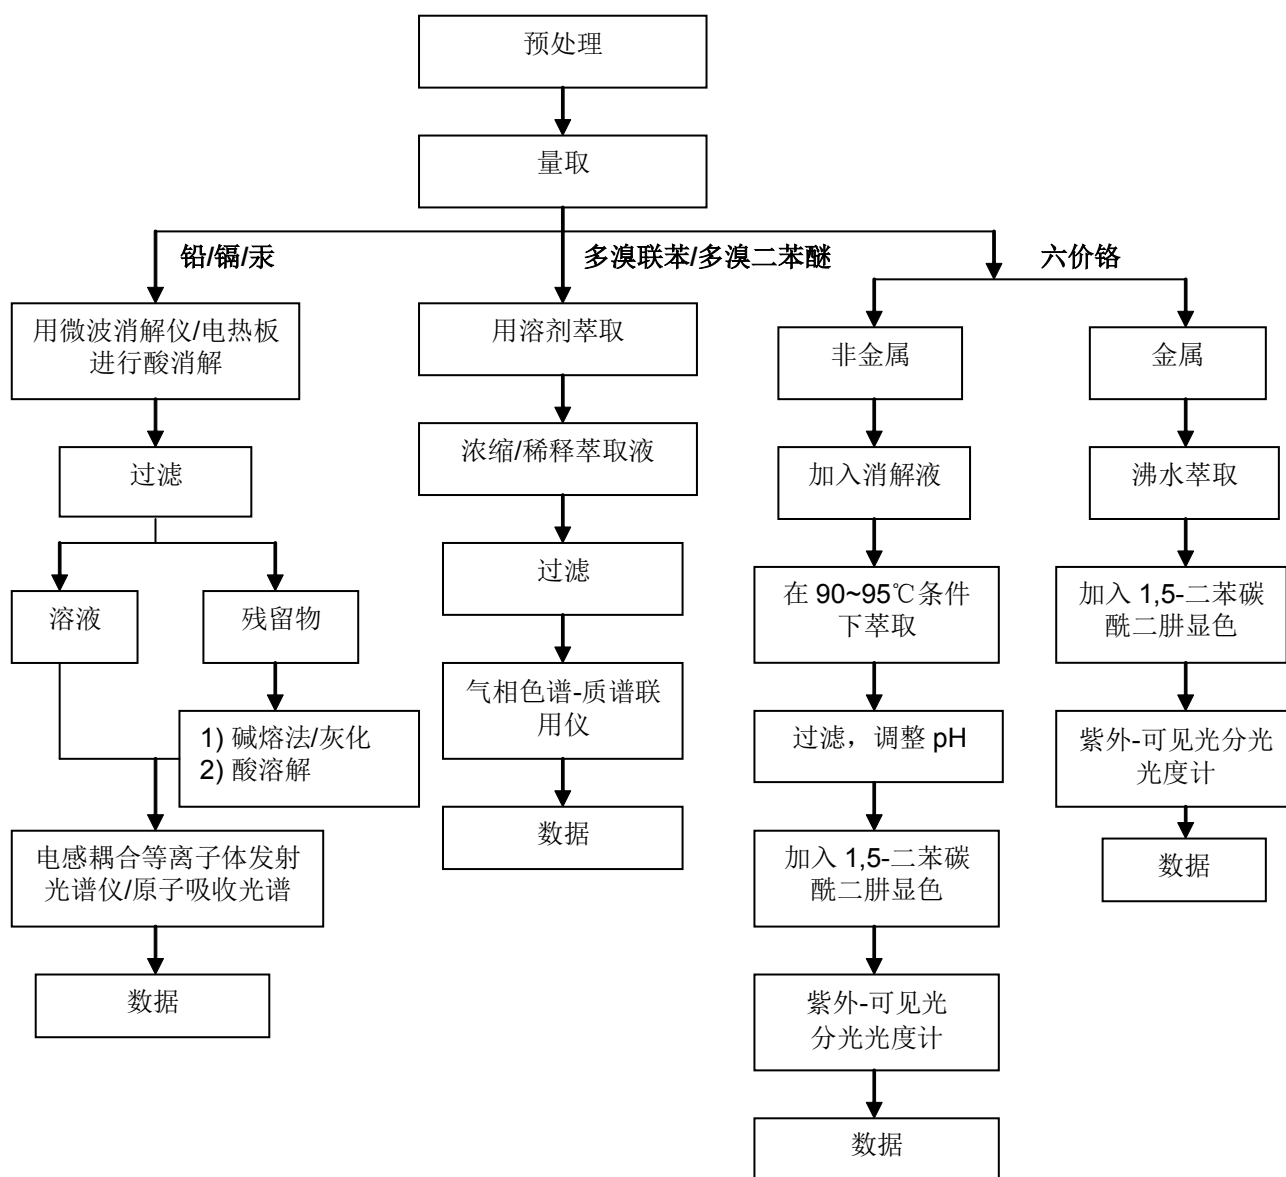 预处理
量取
铅/镉/汞
多溴联苯/多溴二苯醚
六价铬
用微波消解仪/电热板
进行酸消解
过滤
溶液
残留物
1) 碱熔法/灰化
2) 酸溶解
电感耦合等离子体发射
光谱仪/原子吸收光谱
数据
用溶剂萃取
浓缩/稀释萃取液
过滤
气相色谱-质谱联
用仪
数据
非金属
加入消解液
在 90~95℃条件
下萃取
过滤，调整 pH
加入 1,5-二苯碳
酰二肼显色
紫外-可见光
分光光度计
数据
金属
沸水萃取
加入 1,5-二苯碳
酰二肼显色
紫外-可见光分光
光度计
数据